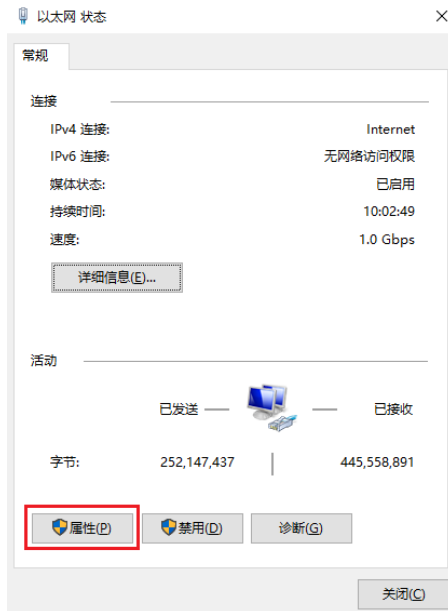 以太网 状态
常规
连接
IPv4 连接: Internet
IPv6 连接: 无网络访问权限
媒体状态: 已启用
持续时间: 10:02:49
速度: 1.0 Gbps
详细信息(E)...
活动
已发送 已接收
字节: 252,147,437 445,558,891
属性(P) 禁用(D) 诊断(G)
关闭(C)